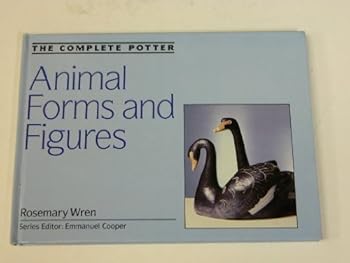 THE COMPLETE POTTER
Animal
Forms and
Figures
Rosemary Wren
Series Editor: Emmanuel Cooper